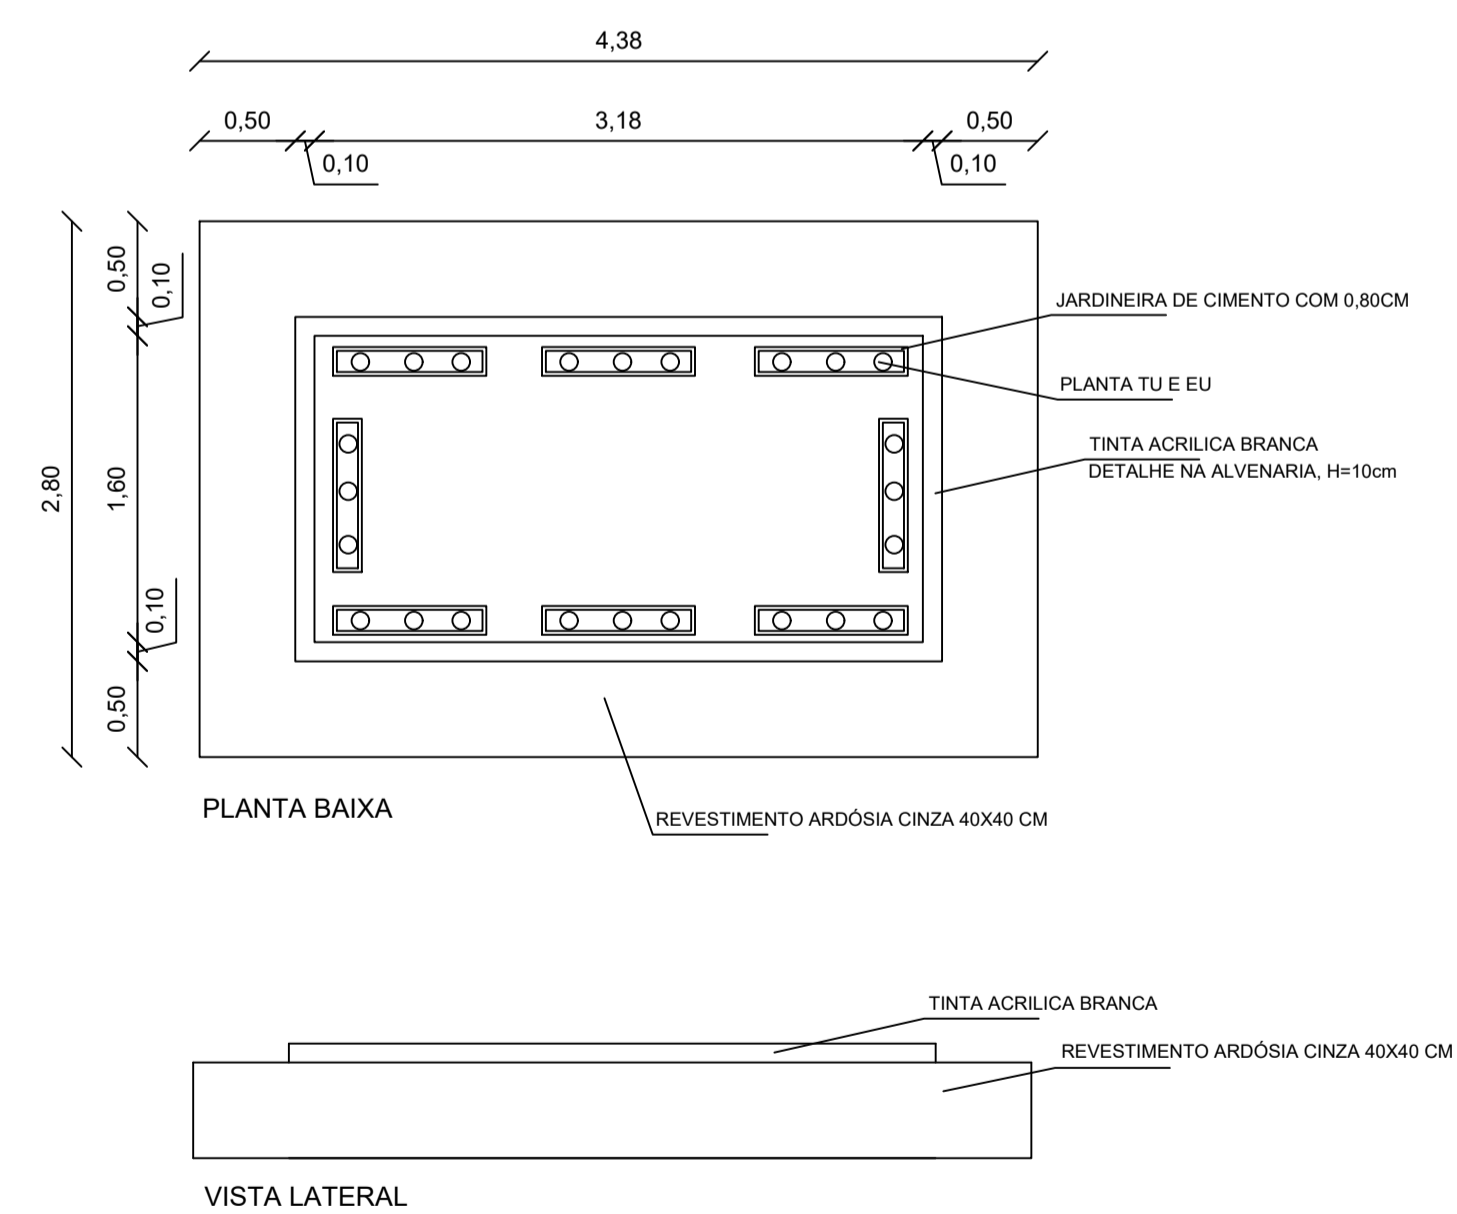 4,38
0,50
3,18
0,50
0,10
0,10
0,50
0,10
JARDINEIRA DE CIMENTO COM 0,80CM
PLANTA TU E EU
TINTA ACRILICA BRANCA
DETALHE NA ALVENARIA, H=10cm
2,80
1,60
0,10
0,50
PLANTA BAIXA
REVESTIMENTO ARDÓSIA CINZA 40X40 CM
TINTA ACRILICA BRANCA
REVESTIMENTO ARDÓSIA CINZA 40X40 CM
VISTA LATERAL